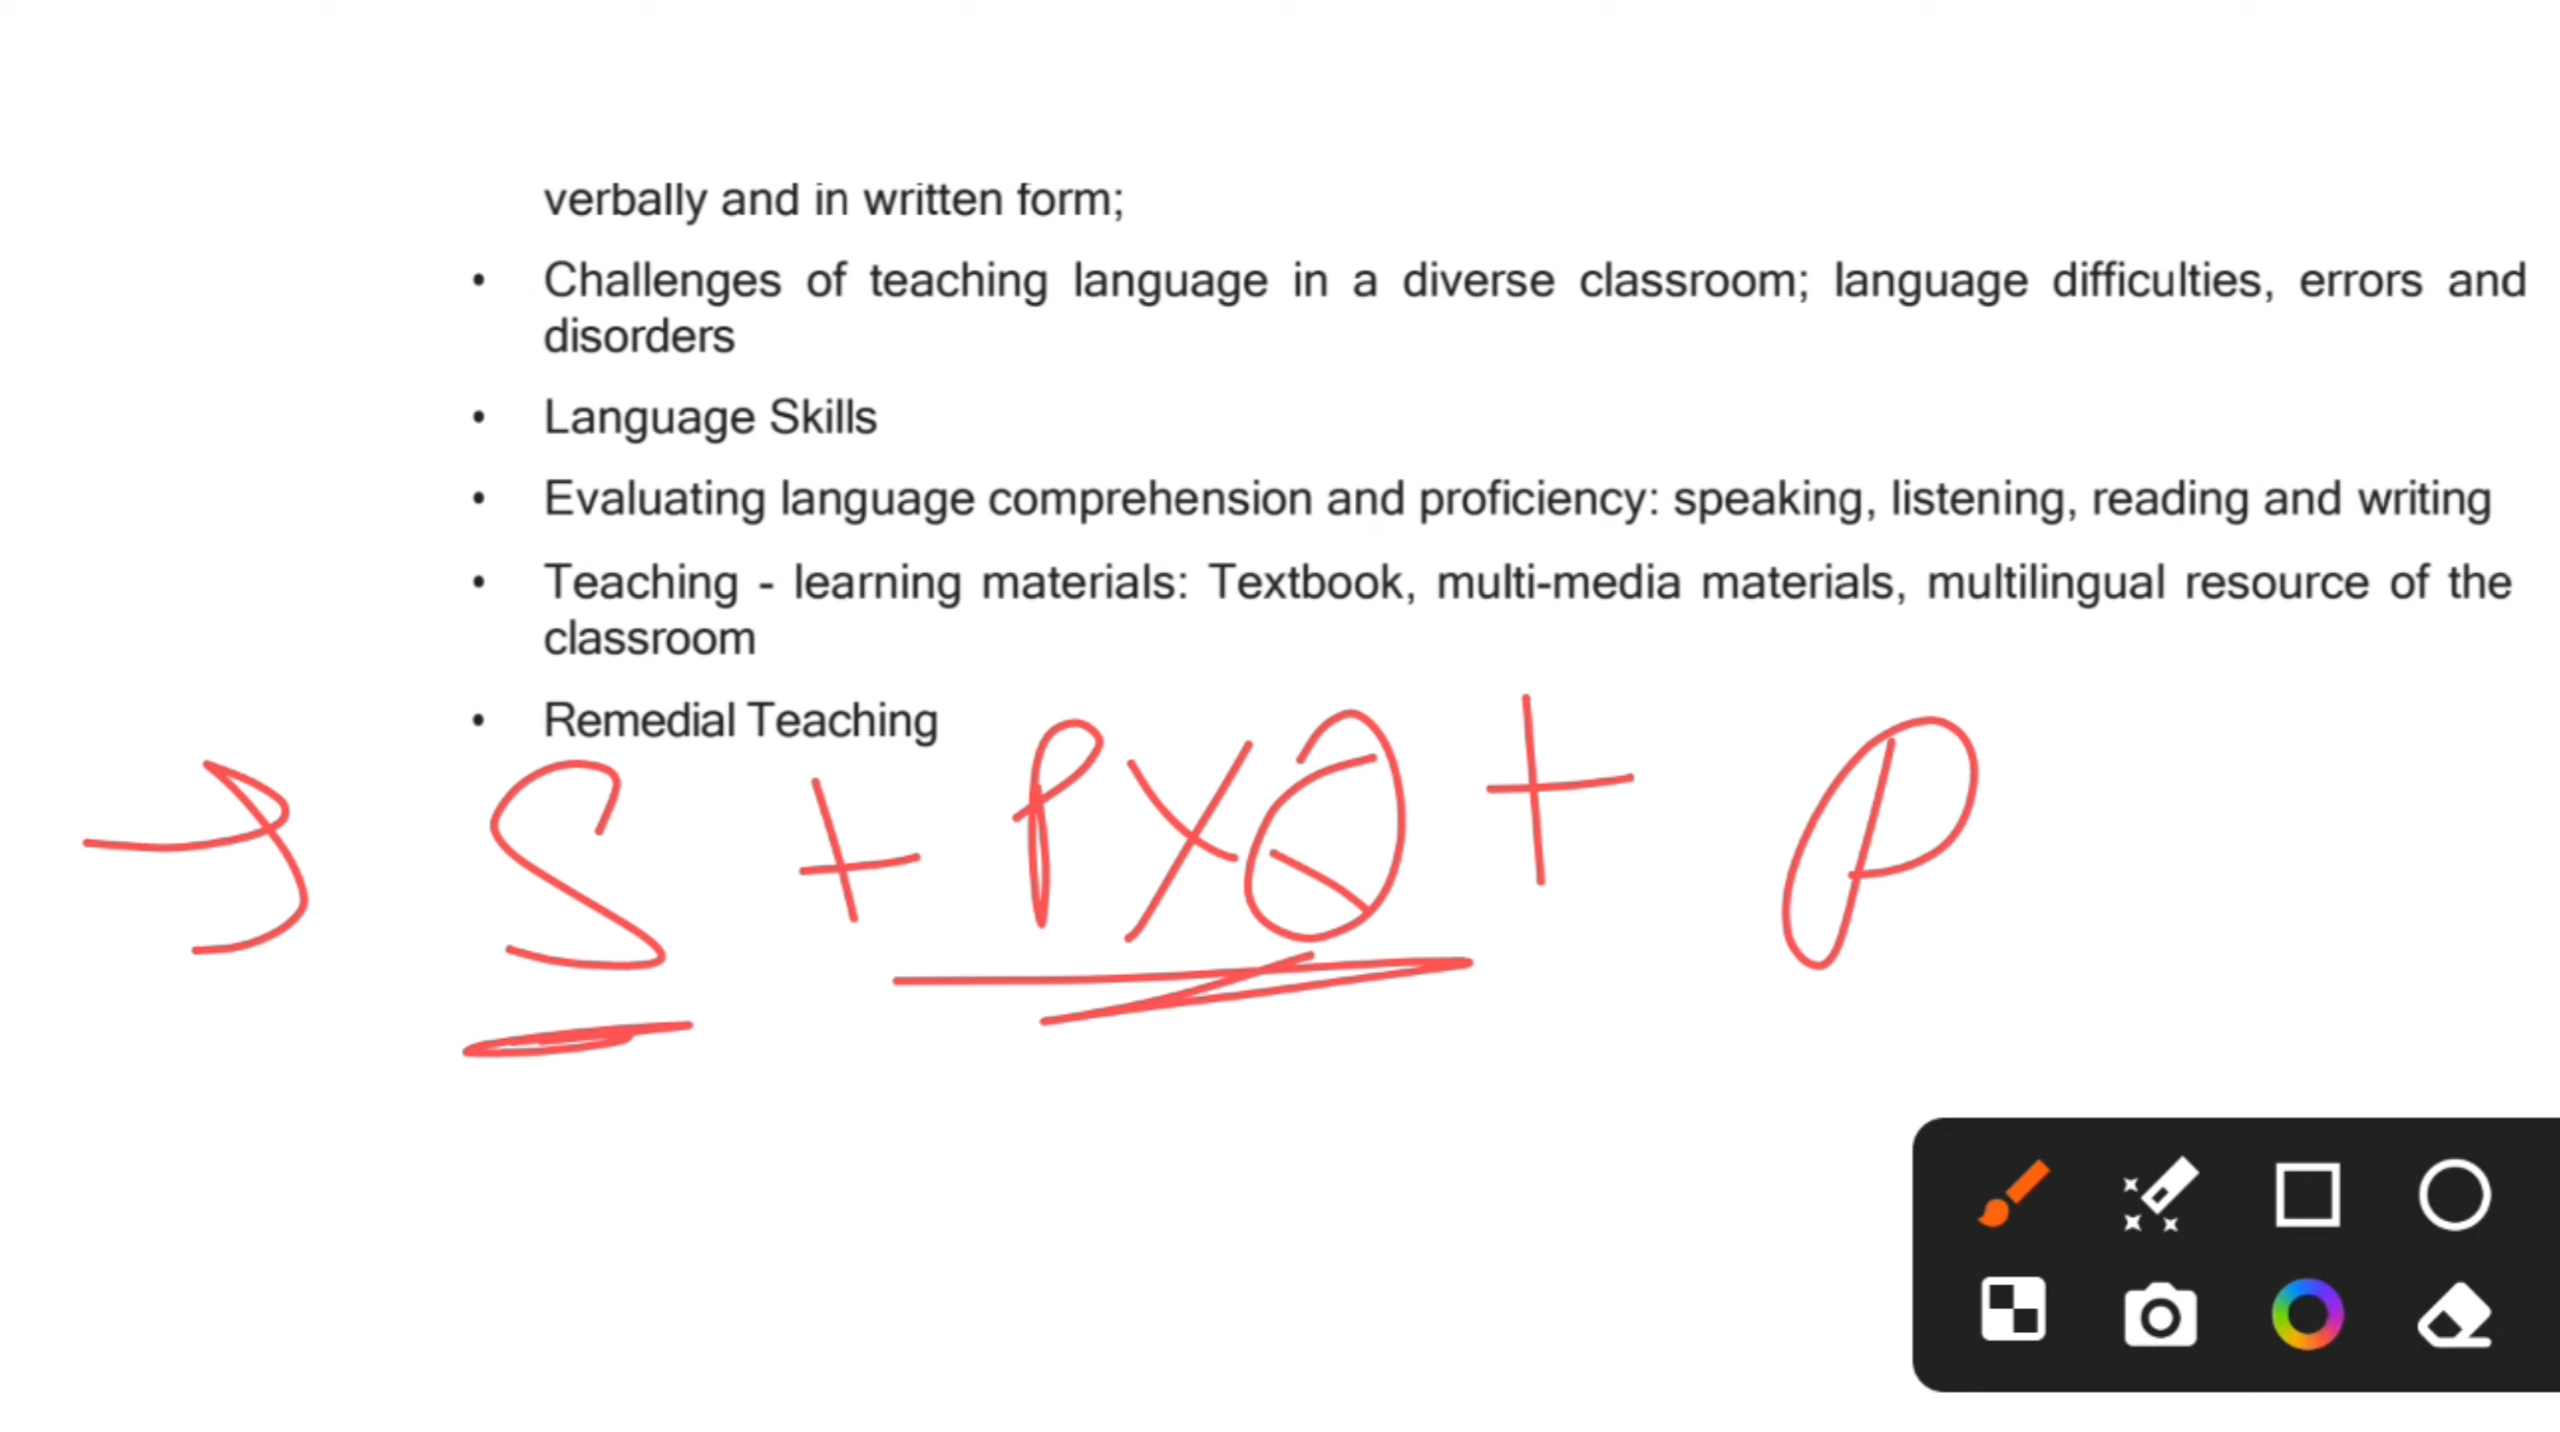 verbally and in written form;
• Challenges of teaching language in a diverse classroom; language difficulties, errors and
disorders
• Language Skills
• Evaluating language comprehension and proficiency: speaking, listening, reading and writing
• Teaching - learning materials: Textbook, multi-media materials, multilingual resource of the
classroom
• Remedial Teaching
→ S + PYQ + P